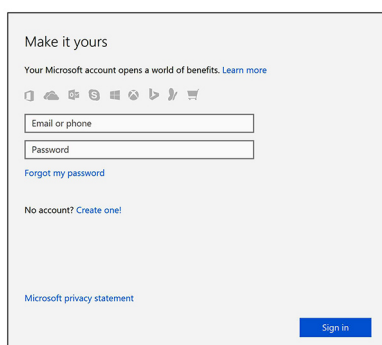 Make it yours
Your Microsoft account opens a world of benefits. Learn more
Email or phone
Password
Forgot my password
No account? Create one!
Microsoft privacy statement
Sign in